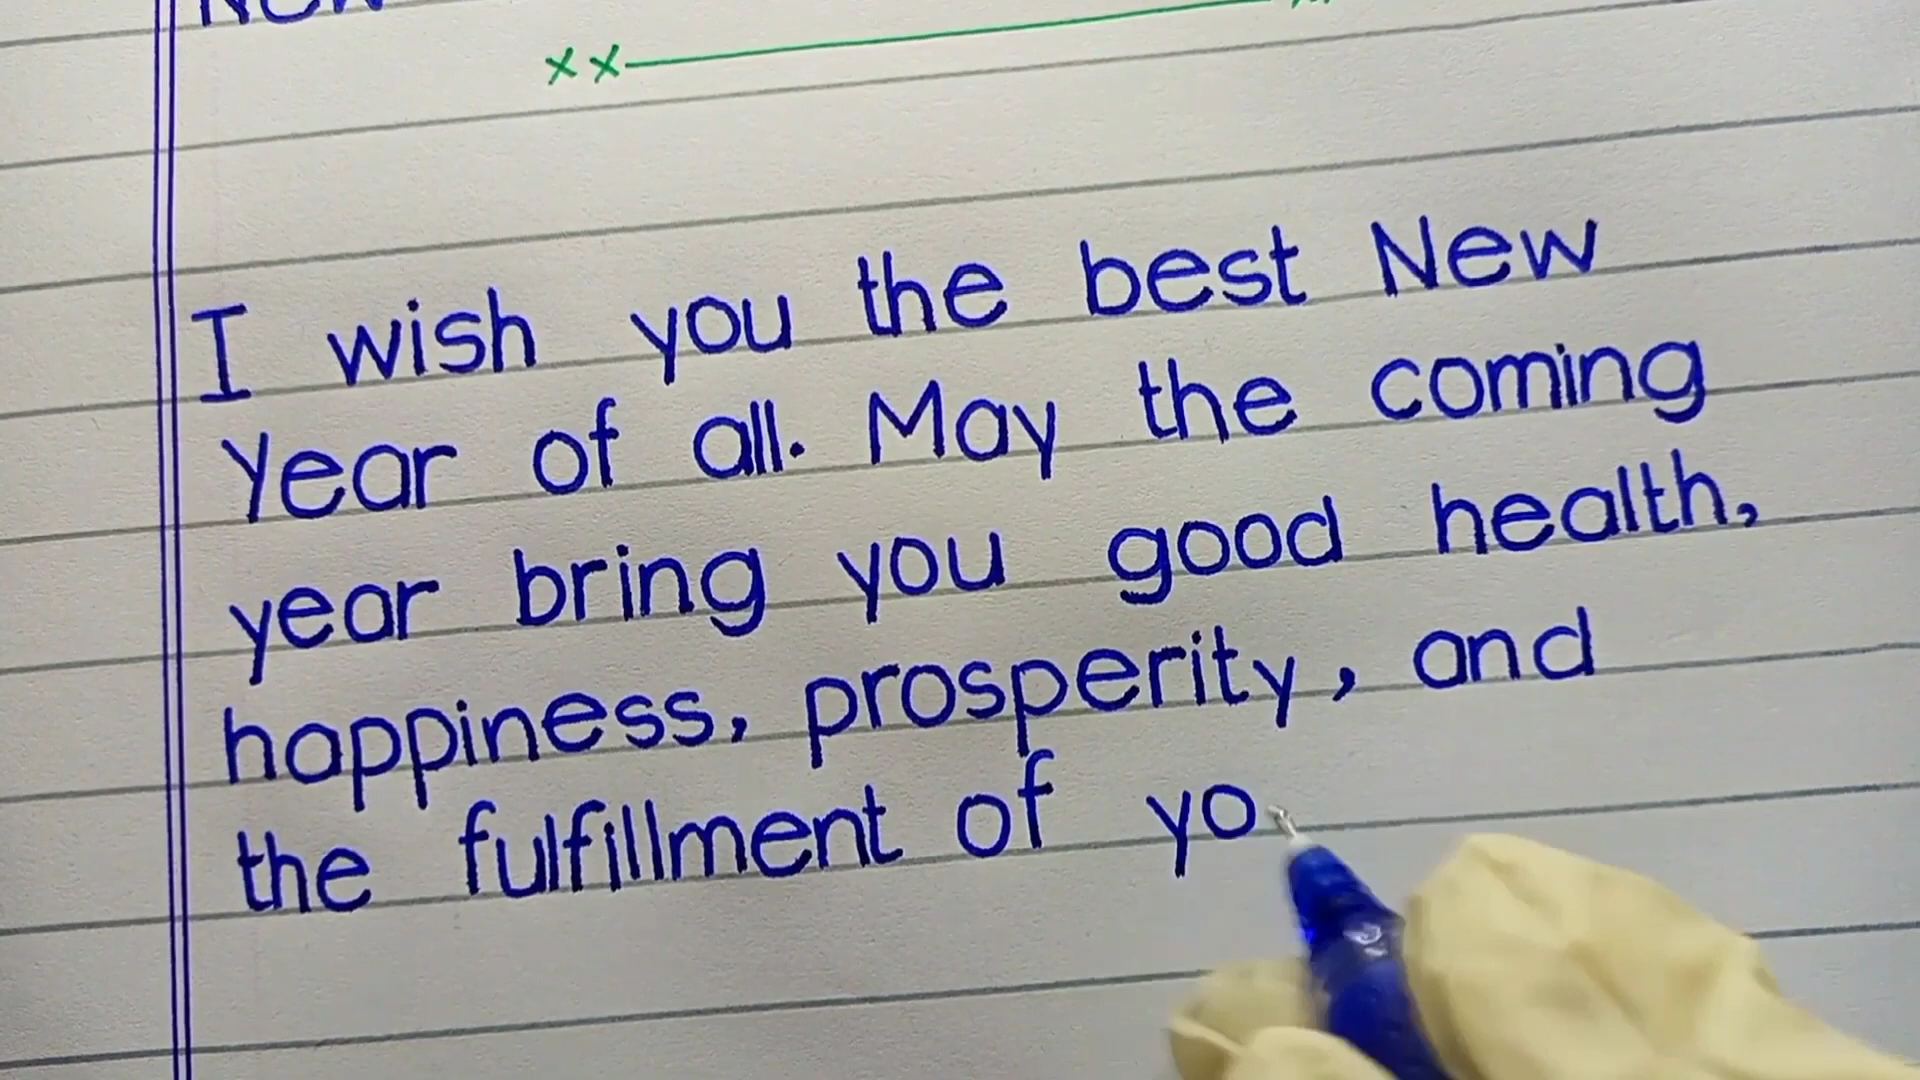 New
I wish you the best New
Year of all. May the coming
year bring you good health,
happiness, prosperity, and
the fulfillment of yo